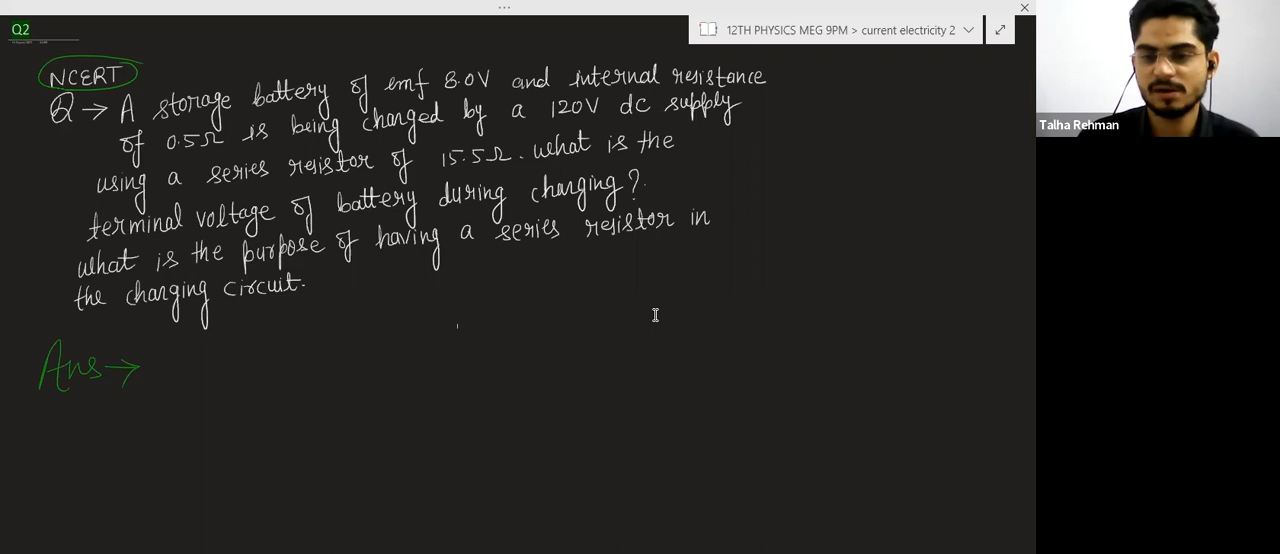 Q2
12TH PHYSICS MEG 9PM > current electricity 2
NCERT
Q → A storage battery of emf 8.0V and internal resistance
of 0.5Ω is being charged by a 120V dc supply
using a series resistor of 15.5Ω. what is the
terminal voltage of battery during charging?
what is the purpose of having a series resistor in
the charging circuit.
Ans →
Talha Rehman